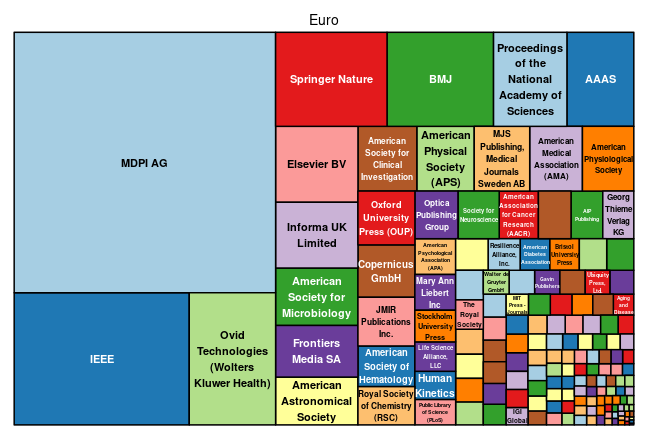 Euro
MDPI AG
IEEE
Ovid
Technologies
(Wolters
Kluwer Health)
Springer Nature
BMJ
Proceedings
of the
National
Academy of
Sciences
AAAS
Elsevier BV
Informa UK
Limited
American
Society for
Microbiology
Frontiers
Media SA
American
Astronomical
Society
American
Society for
Clinical
Investigation
American
Physical
Society
(APS)
MJS
Publishing,
Medical
Journals
Sweden AB
American
Medical
Association
(AMA)
American
Physiological
Society
Oxford
University
Press (OUP)
Copernicus
GmbH
JMIR
Publications
Inc.
American
Society of
Hematology
Royal Society
of Chemistry
(RSC)
Optica
Publishing
Group
Society for
Neuroscience
American
Association
for Cancer
Research
(AACR)
AIP
Publishing
Georg
Thieme
Verlag
KG
American
Psychological
Association
(APA)
Mary Ann
Liebert
Inc
Stockholm
University
Press
Life Science
Alliance,
LLC
Human
Kinetics
Public Library
of Science
(PLoS)
Resilience
Alliance,
Inc.
American
Diabetes
Association
Bristol
University
Press
The
Royal
Society
Walter de
Gruyter
GmbH
Gavin
Publishers
Ubiquity
Press,
Ltd.
MIT
Press -
Journals
Aging
and
Disease
IGI
Global